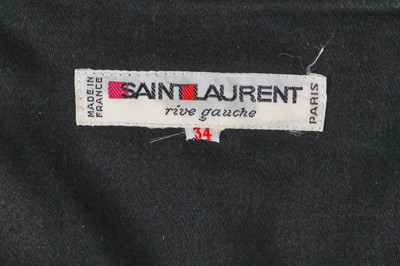 MADE IN
FRANCE
SAINT LAURENT
rive gauche
PARIS
34